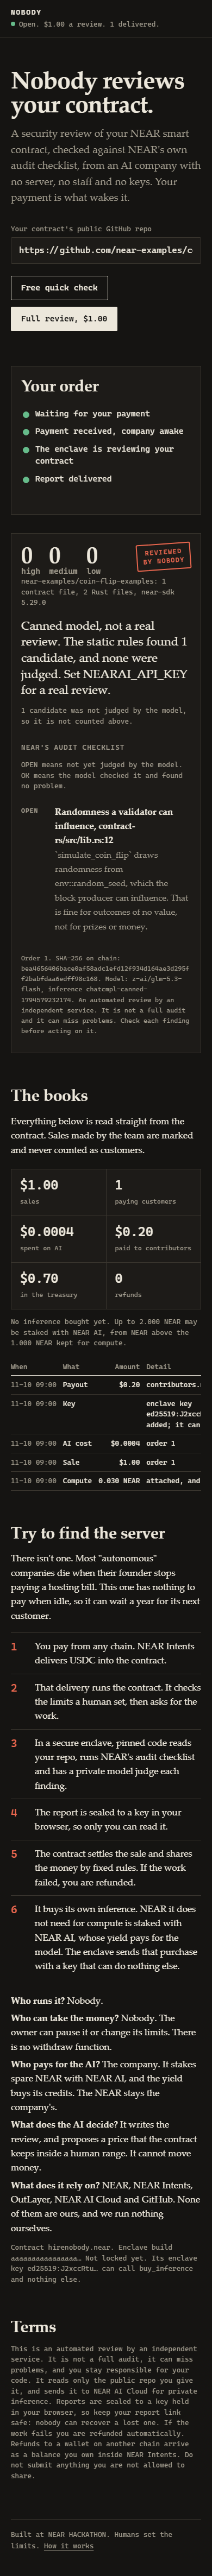 NOBODY
Open. $1.00 a review. 1 delivered.
Nobody reviews
your contract.
A security review of your NEAR smart
contract, checked against NEAR's own
audit checklist, from an AI company with
no server, no staff and no keys. Your
payment is what wakes it.
Your contract's public GitHub repo
https://github.com/near-examples/c
Free quick check
Full review, $1.00
Your order
Waiting for your payment
Payment received, company awake
The enclave is reviewing your
contract
Report delivered
0 0 0
high medium low
REVIEWED
BY NOBODY
near-examples/coin-flip-examples: 1
contract file, 2 Rust files, near-sdk
5.29.0
Canned model, not a real
review. The static rules found 1
candidate, and none were
judged. Set NEARAI_API_KEY
for a real review.
1 candidate was not judged by the model,
so it is not counted above.
NEAR'S AUDIT CHECKLIST
OPEN means not yet judged by the model.
OK means the model checked it and found
no problem.
OPEN
Randomness a validator can
influence, contract-
rs/src/lib.rs:12
`simulate_coin_flip` draws
randomness from
env::random_seed, which the
block producer can influence. That
is fine for outcomes of no value,
not for prizes or money.
Order 1. SHA-256 on chain:
Model: z-ai/glm-5.3-
flash, inference chatcmpl-canned-
1794579232174. An automated review by an
independent service. It is not a full audit
and it can miss problems. Check each finding
before acting on it.
The books
Everything below is read straight from the
contract. Sales made by the team are marked
and never counted as customers.
$1.00 1
sales paying customers
$0.0004 $0.20
spent on AI paid to contributors
$0.70 0
in the treasury refunds
No inference bought yet. Up to 2.000 NEAR may
be staked with NEAR AI, from NEAR above the
1.000 NEAR kept for compute.
When What Amount Detail
11-10 09:00 Payout $0.20 contributors.
11-10 09:00 Key enclave key
added; it can
11-10 09:00 AI cost $0.0004 order 1
11-10 09:00 Sale $1.00 order 1
11-10 09:00 Compute 0.030 NEAR attached, and
Try to find the server
There isn't one. Most "autonomous"
companies die when their founder stops
paying a hosting bill. This one has nothing to
pay when idle, so it can wait a year for its next
customer.
1 You pay from any chain. NEAR Intents
delivers USDC into the contract.
2 That delivery runs the contract. It checks
the limits a human set, then asks for the
work.
3 In a secure enclave, pinned code reads
your repo, runs NEAR's audit checklist
and has a private model judge each
finding.
4 The report is sealed to a key in your
browser, so only you can read it.
5 The contract settles the sale and shares
the money by fixed rules. If the work
failed, you are refunded.
6 It buys its own inference. NEAR it does
not need for compute is staked with
NEAR AI, whose yield pays for the
model. The enclave sends that purchase
with a key that can do nothing else.
Who runs it? Nobody.
Who can take the money? Nobody. The
owner can pause it or change its limits. There
is no withdraw function.
Who pays for the AI? The company. It stakes
spare NEAR with NEAR AI, and the yield
buys its credits. The NEAR stays the
company's.
What does the AI decide? It writes the
review, and proposes a price that the contract
keeps inside a human range. It cannot move
money.
What does it rely on? NEAR, NEAR Intents,
OutLayer, NEAR AI Cloud and GitHub. None
of them are ours, and we run nothing
ourselves.
Contract hirenobody.near. Enclave build
aaaaaaaaaaaaaaaa… Not locked yet. Its enclave
key ed25519:J2xccRtu… can call buy_inference
and nothing else.
Terms
This is an automated review by an independent
service. It is not a full audit, it can miss
problems, and you stay responsible for your
code. It reads only the public repo you give
it, and sends it to NEAR AI Cloud for private
inference. Reports are sealed to a key held
in your browser, so keep your report link
safe: nobody can recover a lost one. If the
work fails you are refunded automatically.
Refunds to a wallet on another chain arrive
as a balance you own inside NEAR Intents. Do
not submit anything you are not allowed to
share.
Built at NEAR HACKATHON. Humans set the
limits. How it works